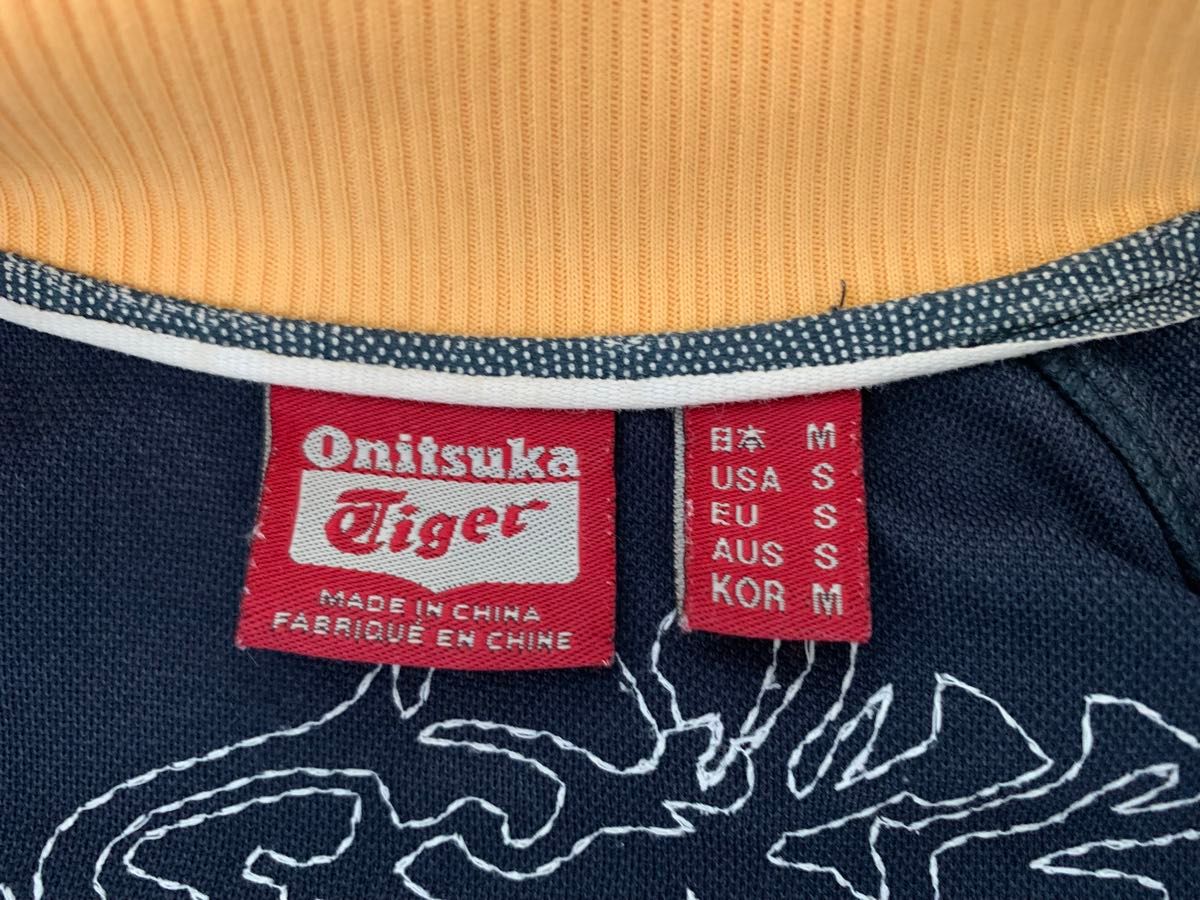 Onitsuka
Tiger
MADE IN CHINA
FABRIQUÉ EN CHINE
日本 M
USA S
EU S
AUS S
KOR M